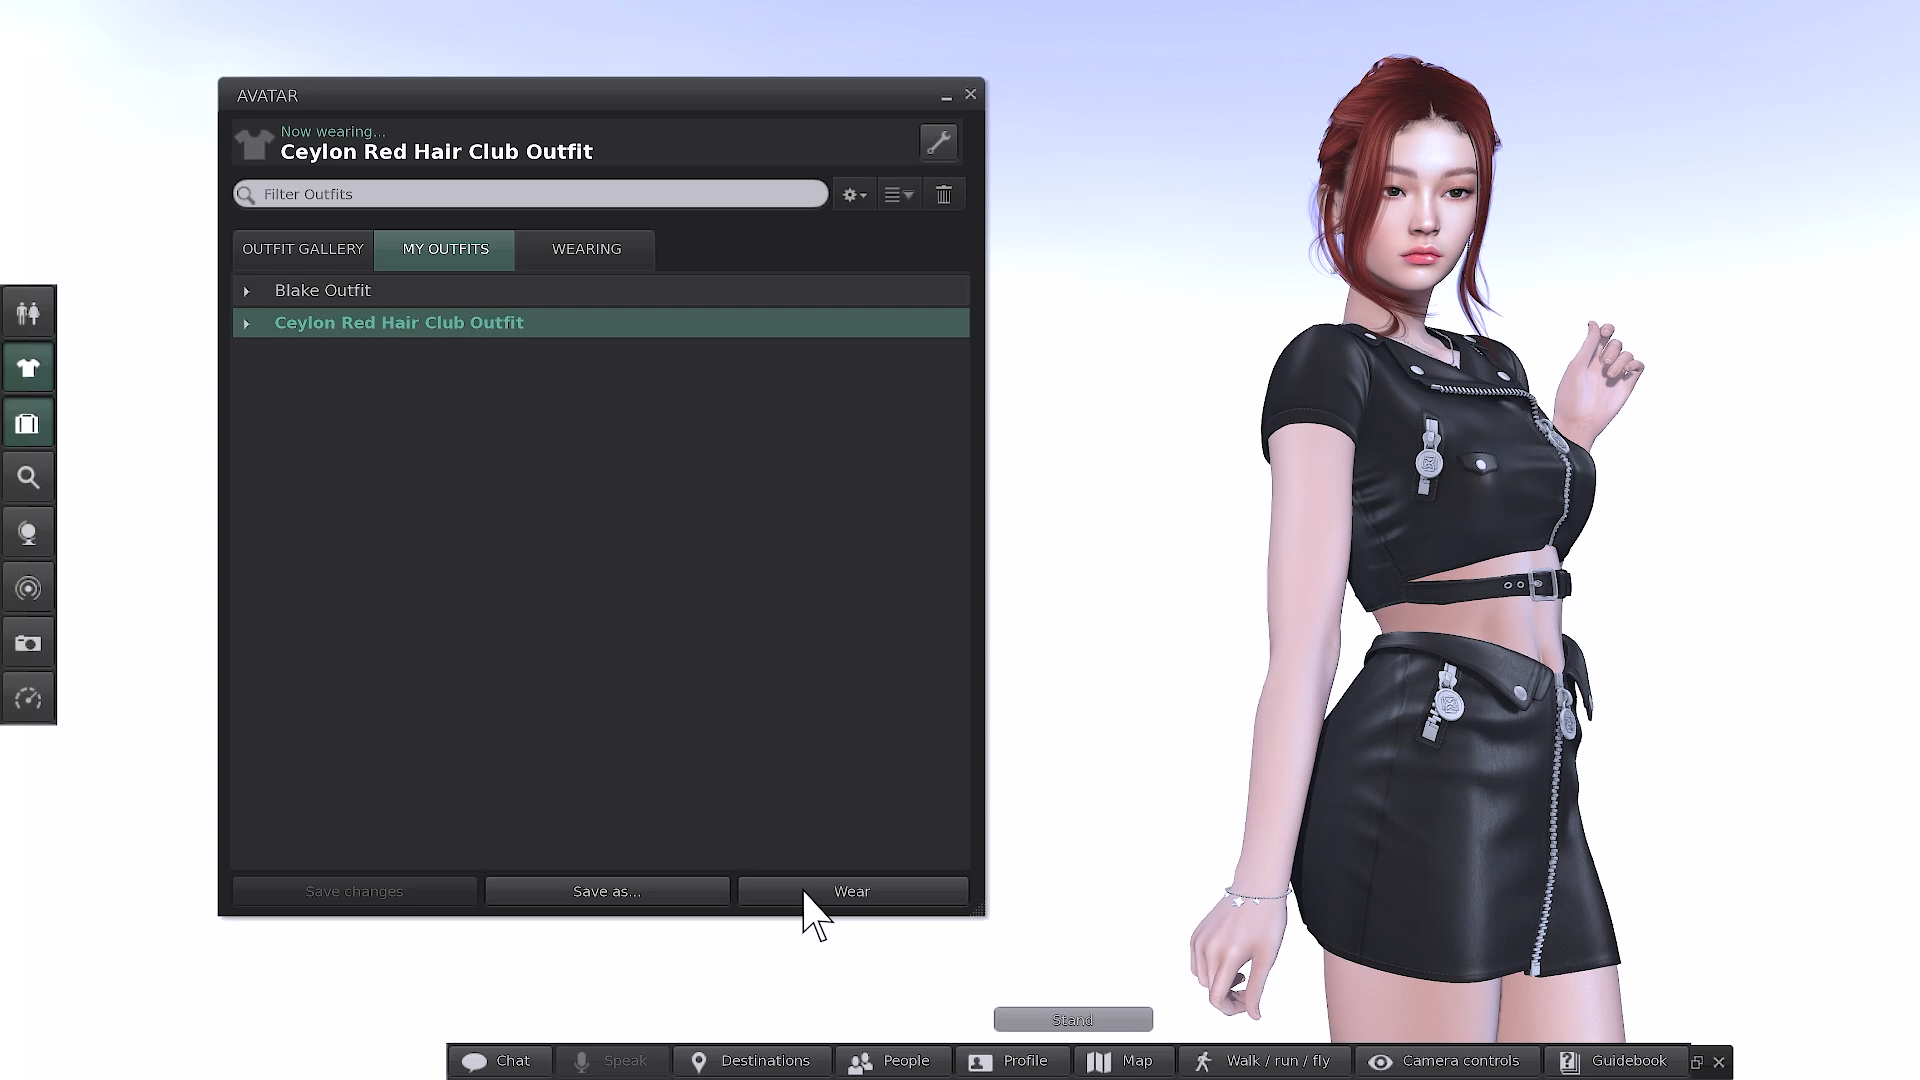 AVATAR
Now wearing...
Ceylon Red Hair Club Outfit
Filter Outfits
OUTFIT GALLERY MY OUTFITS WEARING
Blake Outfit
Ceylon Red Hair Club Outfit
Save changes Save as... Wear
Stand
Chat Speak Destinations People Profile Map Walk / run / fly Camera controls Guidebook